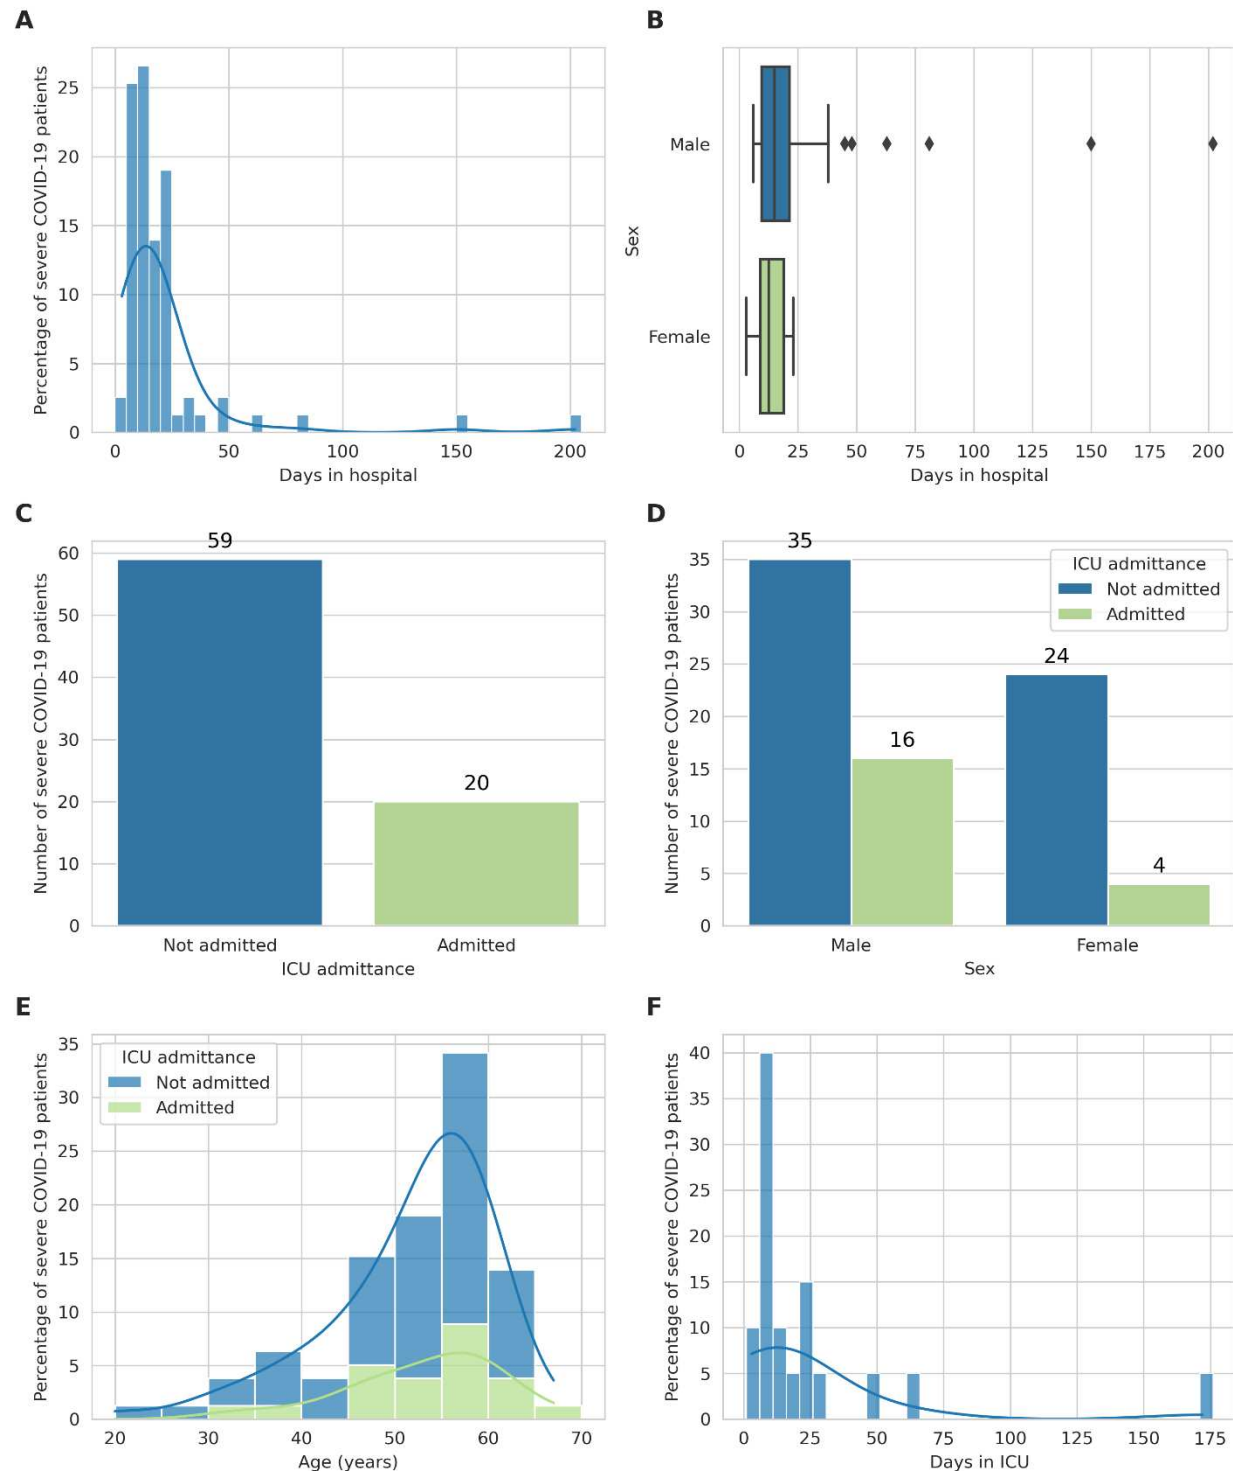 A
Percentage of severe COVID-19 patients
25
20
15
10
5
0
0 50 100 150 200
Days in hospital
B
Sex
Male
Female
0 25 50 75 100 125 150 175 200
Days in hospital
C
Number of severe COVID-19 patients
60
50
40
30
20
10
0
59
20
Not admitted Admitted
ICU admittance
D
Number of severe COVID-19 patients
35
30
25
20
15
10
5
0
ICU admittance
Not admitted
Admitted
35
16
24
4
Male Female
Sex
E
Percentage of severe COVID-19 patients
35
30
25
20
15
10
5
0
ICU admittance
Not admitted
Admitted
20 30 40 50 60 70
Age (years)
F
Percentage of severe COVID-19 patients
40
35
30
25
20
15
10
5
0
0 25 50 75 100 125 150 175
Days in ICU